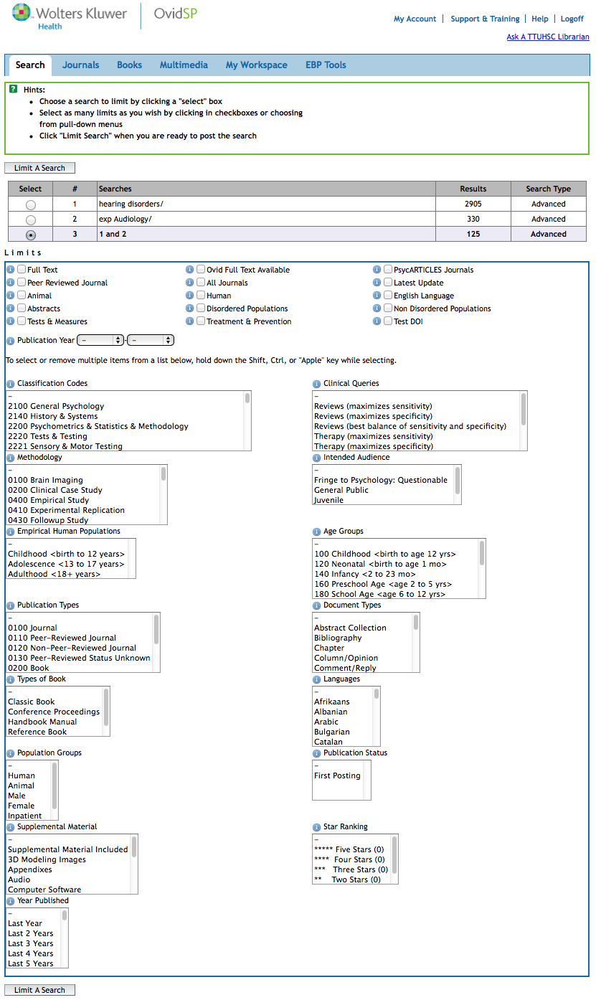 Wolters Kluwer
Health
OvidSP
My Account | Support & Training | Help | Logoff
Ask A TTUHSC Librarian
Search Journals Books Multimedia My Workspace EBP Tools
? Hints:
• Choose a search to limit by clicking a "select" box
• Select as many limits as you wish by clicking in checkboxes or choosing
from pull-down menus
• Click "Limit Search" when you are ready to post the search
Limit A Search
Select # Searches Results Search Type
1 hearing disorders/ 2905 Advanced
2 exp Audiology/ 330 Advanced
3 1 and 2 125 Advanced
Limits
Full Text Ovid Full Text Available PsycARTICLES Journals
Peer Reviewed Journal All Journals Latest Update
Animal Human English Language
Abstracts Disordered Populations Non Disordered Populations
Tests & Measures Treatment & Prevention Test DOI
Publication Year - - -
To select or remove multiple items from a list below, hold down the Shift, Ctrl, or "Apple" key while selecting.
Classification Codes
-
2100 General Psychology
2140 History & Systems
2200 Psychometrics & Statistics & Methodology
2220 Tests & Testing
2221 Sensory & Motor Testing
Clinical Queries
-
Reviews (maximizes sensitivity)
Reviews (maximizes specificity)
Reviews (best balance of sensitivity and specificity)
Therapy (maximizes sensitivity)
Therapy (maximizes specificity)
Methodology
-
0100 Brain Imaging
0200 Clinical Case Study
0400 Empirical Study
0410 Experimental Replication
0430 Followup Study
Intended Audience
-
Fringe to Psychology: Questionable
General Public
Juvenile
Empirical Human Populations
-
Childhood <birth to 12 years>
Adolescence <13 to 17 years>
Adulthood <18+ years>
Age Groups
-
100 Childhood <birth to age 12 yrs>
120 Neonatal <birth to age 1 mo>
140 Infancy <2 to 23 mo>
160 Preschool Age <age 2 to 5 yrs>
180 School Age <age 6 to 12 yrs>
Publication Types
-
0100 Journal
0110 Peer-Reviewed Journal
0120 Non-Peer-Reviewed Journal
0130 Peer-Reviewed Status Unknown
0200 Book
Document Types
-
Abstract Collection
Bibliography
Chapter
Column/Opinion
Comment/Reply
Types of Book
-
Classic Book
Conference Proceedings
Handbook Manual
Reference Book
Languages
-
Afrikaans
Albanian
Arabic
Bulgarian
Catalan
Population Groups
-
Human
Animal
Male
Female
Inpatient
Publication Status
-
First Posting
Supplemental Material
-
Supplemental Material Included
3D Modeling Images
Appendixes
Audio
Computer Software
Star Ranking
-
***** Five Stars (0)
**** Four Stars (0)
*** Three Stars (0)
** Two Stars (0)
Year Published
-
Last Year
Last 2 Years
Last 3 Years
Last 4 Years
Last 5 Years
Limit A Search